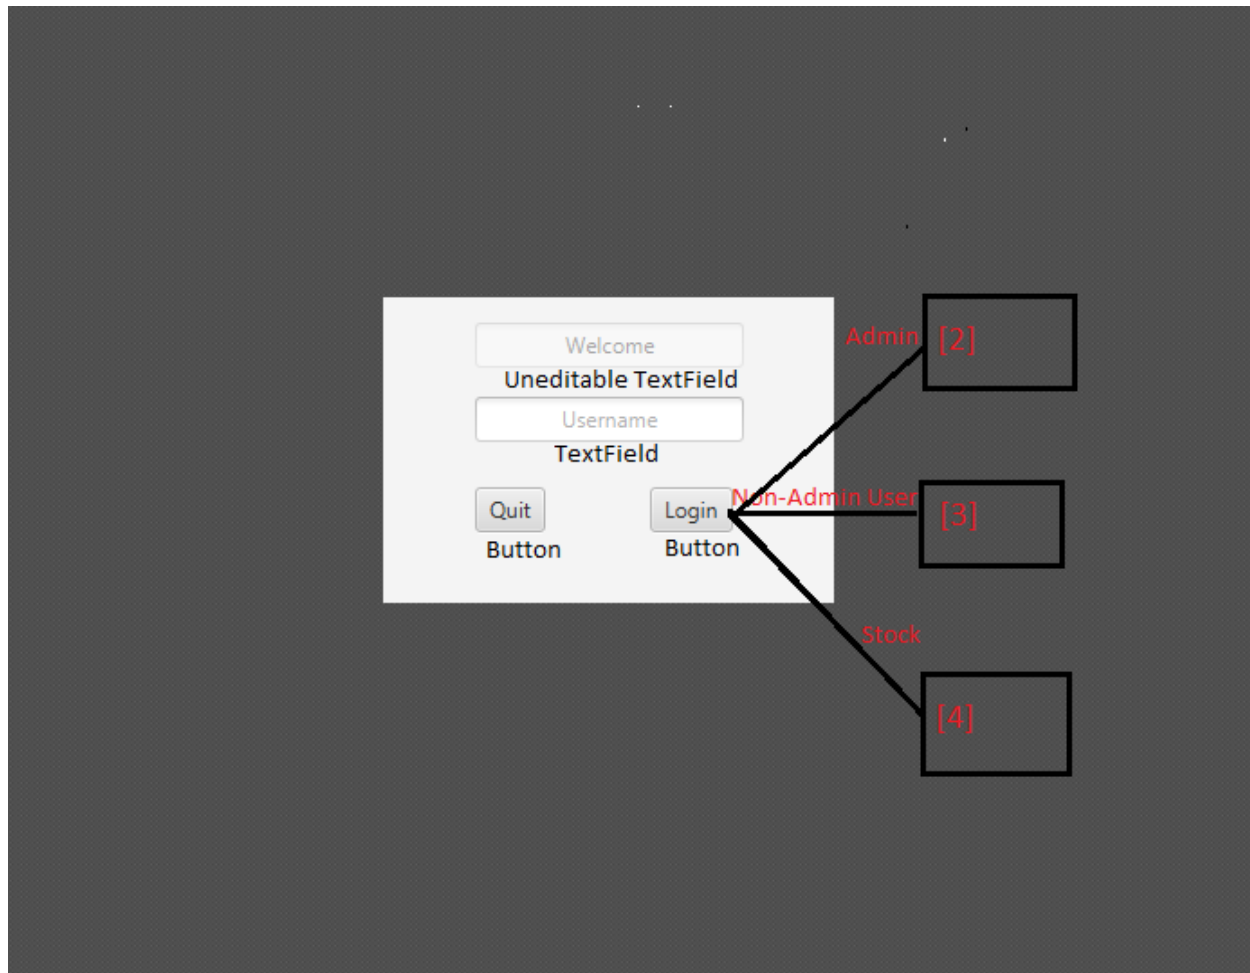 Welcome
Uneditable TextField
Username
TextField
Quit
Login
Button
Button
Admin
[2]
Non-Admin User
[3]
Stock
[4]